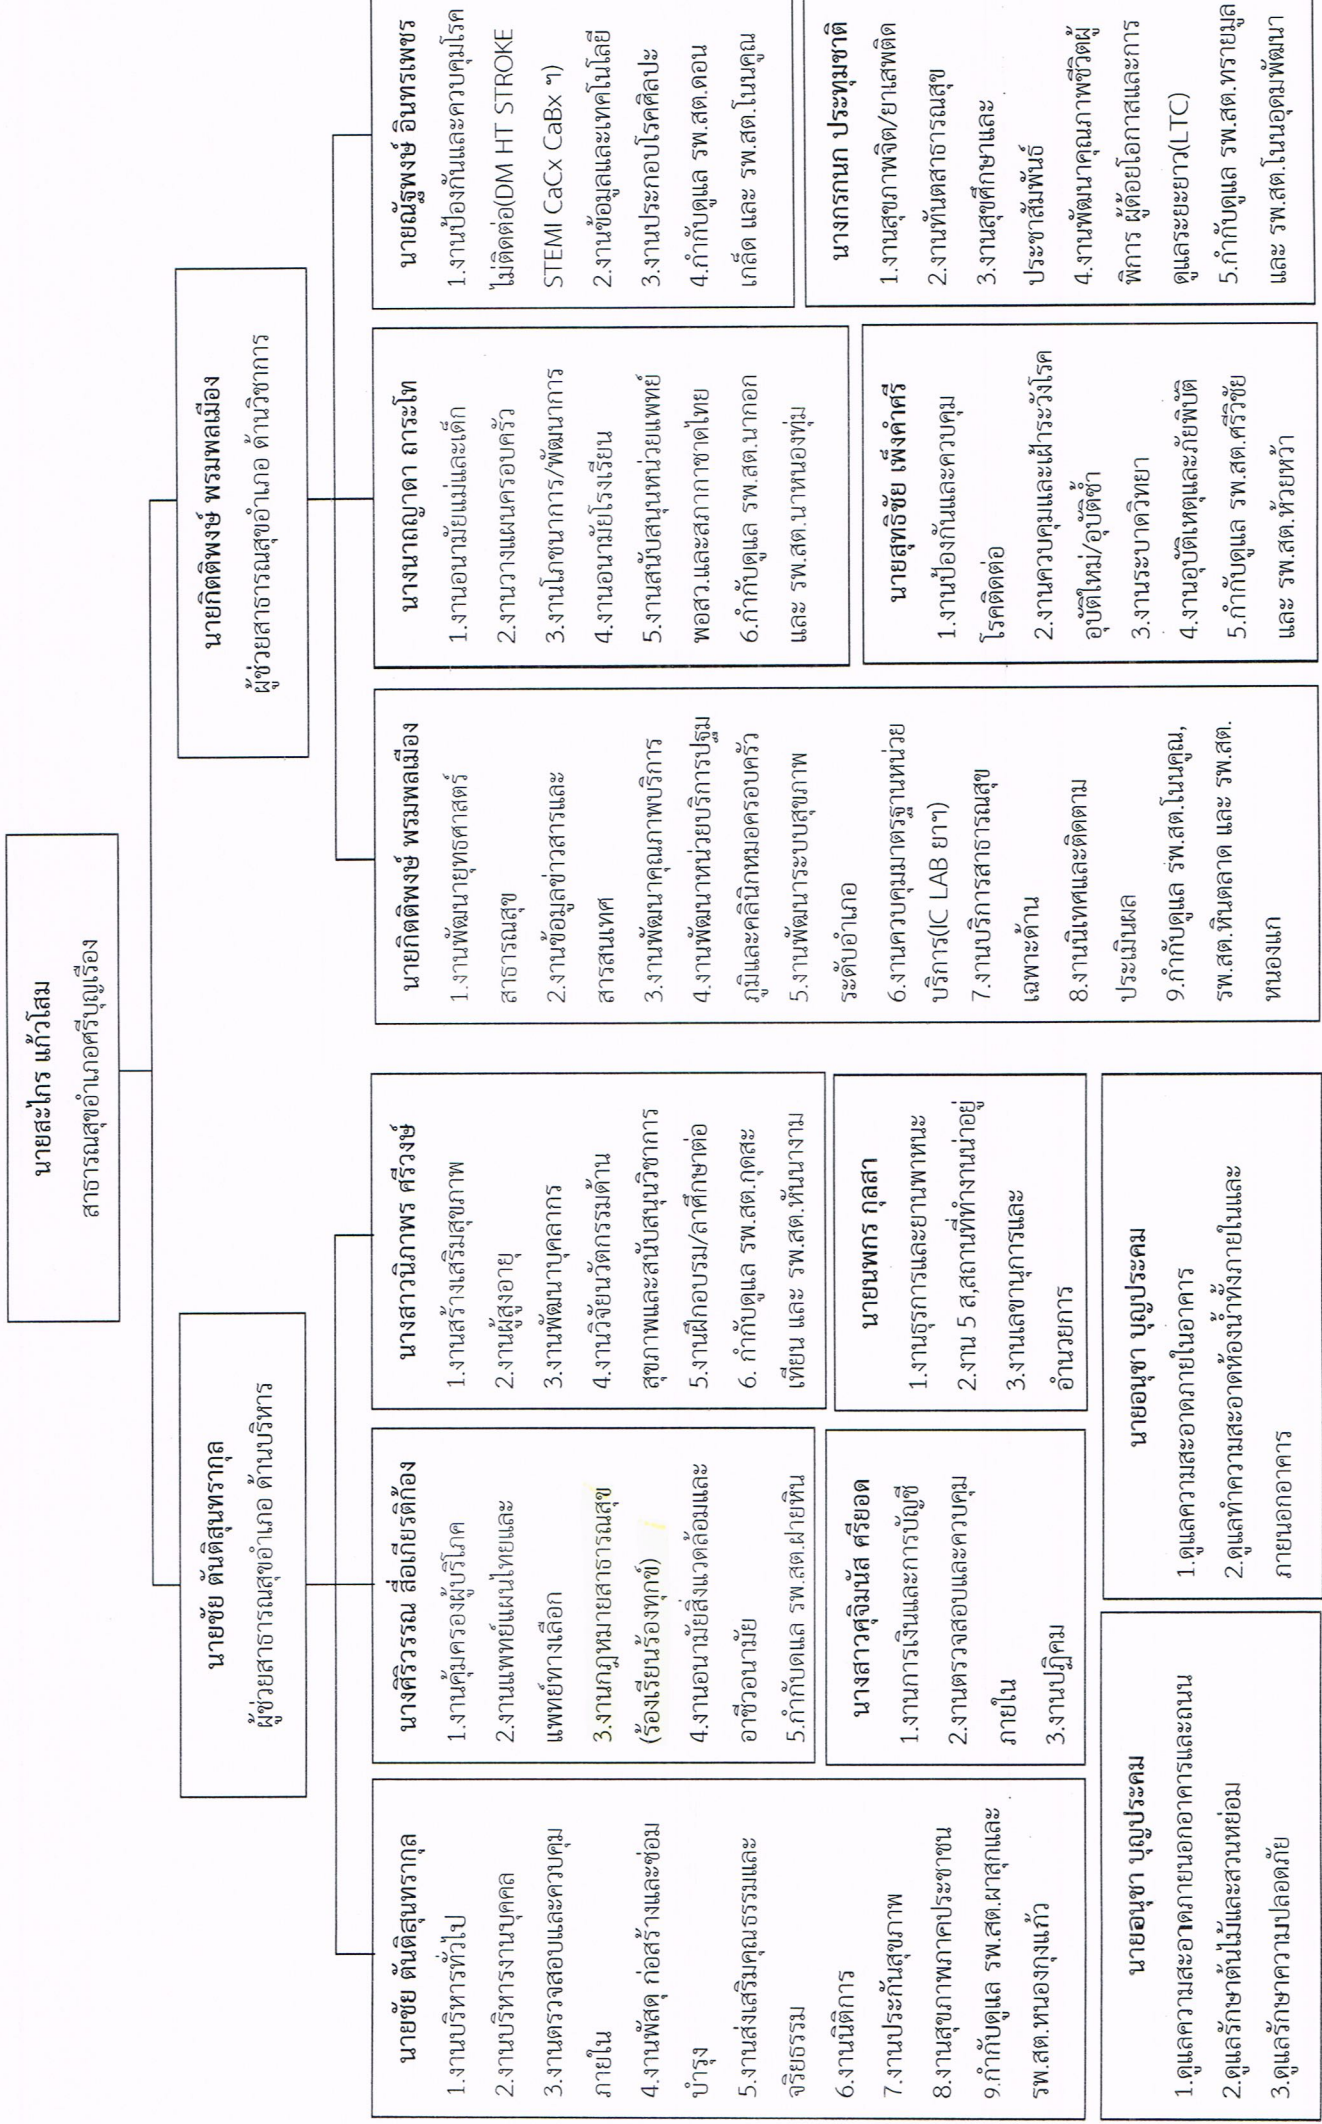 นายสะไกร แก้วโสม
สาธารณสุขอำเภอศรีบุญเรือง
นายชัย ตันติสุนทรากุล
ผู้ช่วยสาธารณสุขอำเภอ ด้านบริหาร
นายกิตติพงษ์ พรมพลเมือง
ผู้ช่วยสาธารณสุขอำเภอ ด้านวิชาการ
นายชัย ตันติสุนทรากุล
1.งานบริหารทั่วไป
2.งานบริหารงานบุคคล
3.งานตรวจสอบและควบคุม
ภายใน
4.งานพัสดุ ก่อสร้างและซ่อม
บำรุง
5.งานส่งเสริมคุณธรรมและ
จริยธรรม
6.งานนิติการ
7.งานประกันสุขภาพ
8.งานสุขภาพภาคประชาชน
9.กำกับดูแล รพ.สต.ผาสุกและ
รพ.สต.หนองกุงแก้ว
นางศิริวรรณ สื่อเกียรติก้อง
1.งานคุ้มครองผู้บริโภค
2.งานแพทย์แผนไทยและ
แพทย์ทางเลือก
3.งานกฎหมายสาธารณสุข
(ร้องเรียนร้องทุกข์)
4.งานอนามัยสิ่งแวดล้อมและ
อาชีวอนามัย
5.กำกับดแล รพ.สต.ฝายหิน
นางสาวนิภาพร ศรีวงษ์
1.งานสร้างเสริมสุขภาพ
2.งานผู้สูงอายุ
3.งานพัฒนาบุคลากร
4.งานวิจัยนวัตกรรมด้าน
สุขภาพและสนับสนุนวิชาการ
5.งานฝึกอบรม/ลาศึกษาต่อ
6. กำกับดูแล รพ.สต.กุดสะ
เทียน และ รพ.สต.หันนางาม
นางสาวศุจิมนัส ศรียอด
1.งานการเงินและการบัญชี
2.งานตรวจสอบและควบคุม
ภายใน
3.งานปฏิคม
นายนพกร กุลสา
1.งานธุรการและยานพาหนะ
2.งาน 5 ส,สถานที่ทำงานน่าอยู่
3.งานเลขานุการและ
อำนวยการ
นายอนุชา บุญประคม
1.ดูแลความสะอาดภายนอกอาคารและถนน
2.ดูแลรักษาต้นไม้และสวนหย่อม
3.ดูแลรักษาความปลอดภัย
นายอนุชา บุญประคม
1.ดูแลความสะอาดภายในอาคาร
2.ดูแลทำความสะอาดห้องน้ำทั้งภายในและ
ภายนอกอาคาร
นายกิตติพงษ์ พรมพลเมือง
1.งานพัฒนายุทธศาสตร์
สาธารณสุข
2.งานข้อมูลข่าวสารและ
สารสนเทศ
3.งานพัฒนาคุณภาพบริการ
4.งานพัฒนาหน่วยบริการปฐม
ภูมิและคลินิกหมอครอบครัว
5.งานพัฒนาระบบสุขภาพ
ระดับอำเภอ
6.งานควบคุมมาตรฐานหน่วย
บริการ(IC LAB ยาฯ)
7.งานบริการสาธารณสุข
เฉพาะด้าน
8.งานนิเทศและติดตาม
ประเมินผล
9.กำกับดูแล รพ.สต.โนนคูณ,
รพ.สต.หินตลาด และ รพ.สต.
หนองแก
นางนาถญาดา ถาระโท
1.งานอนามัยแม่และเด็ก
2.งานวางแผนครอบครัว
3.งานโภชนาการ/พัฒนาการ
4.งานอนามัยโรงเรียน
5.งานสนับสนุนหน่วยแพทย์
พอสว.และสภากาชาดไทย
6.กำกับดูแล รพ.สต.นากอก
และ รพ.สต.นาหนองทุ่ม
นายณัฐพงษ์ อินทรเพชร
1.งานป้องกันและควบคุมโรค
ไม่ติดต่อ(DM HT STROKE
STEMI CaCx CaBx ฯ)
2.งานข้อมูลและเทคโนโลยี
3.งานประกอบโรคศิลปะ
4.กำกับดูแล รพ.สต.ดอน
เกล็ด และ รพ.สต.โนนคูณ
นายสุทธิชัย เพ็งคำศรี
1.งานป้องกันและควบคุม
โรคติดต่อ
2.งานควบคุมและเฝ้าระวังโรค
อุบัติใหม่/อุบัติซ้ำ
3.งานระบาดวิทยา
4.งานอุบัติเหตุและภัยพิบัติ
5.กำกับดูแล รพ.สต.ศรีวิชัย
และ รพ.สต.ห้วยหว้า
นางกรกนก ประทุมชาติ
1.งานสุขภาพจิต/ยาเสพติด
2.งานทันตสาธารณสุข
3.งานสุขศึกษาและ
ประชาสัมพันธ์
4.งานพัฒนาคุณภาพชีวิตผู้
พิการ ผู้ด้อยโอกาสและการ
ดูแลระยะยาว(LTC)
5.กำกับดูแล รพ.สต.ทรายมูล
และ รพ.สต.โนนอุดมพัฒนา